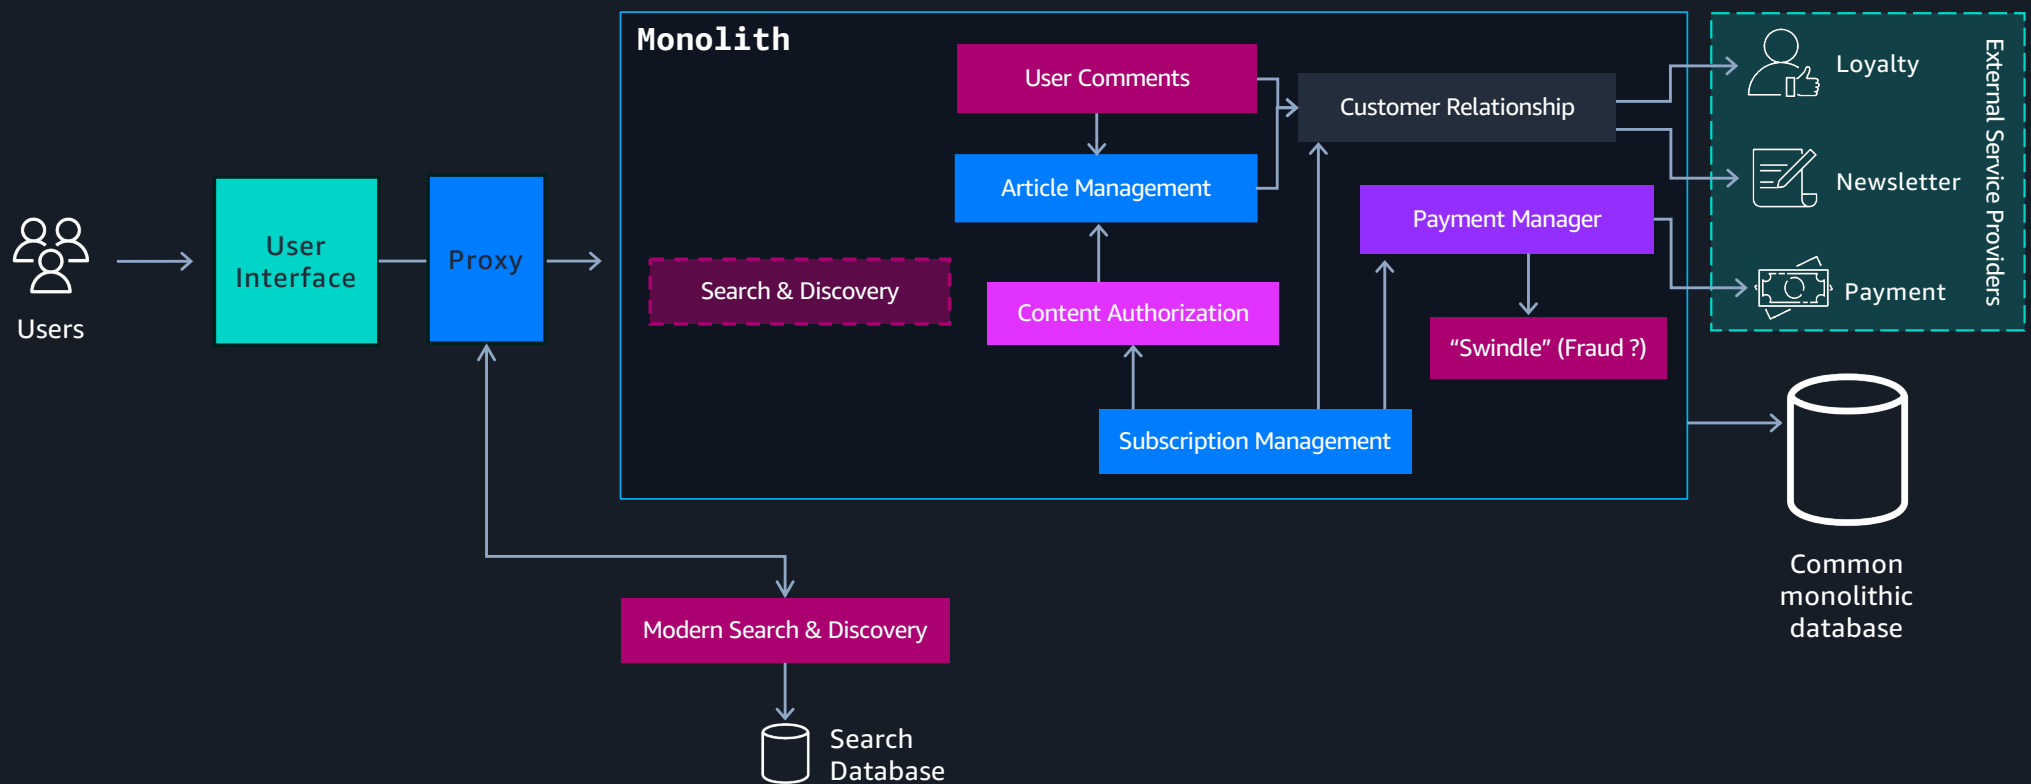 Monolith
User Comments
Article Management
Search & Discovery
Content Authorization
Subscription Management
Customer Relationship
Payment Manager
“Swindle” (Fraud ?)
Loyalty
Newsletter
Payment
External Service Providers
Users
User
Interface
Proxy
Common
monolithic
database
Modern Search & Discovery
Search
Database